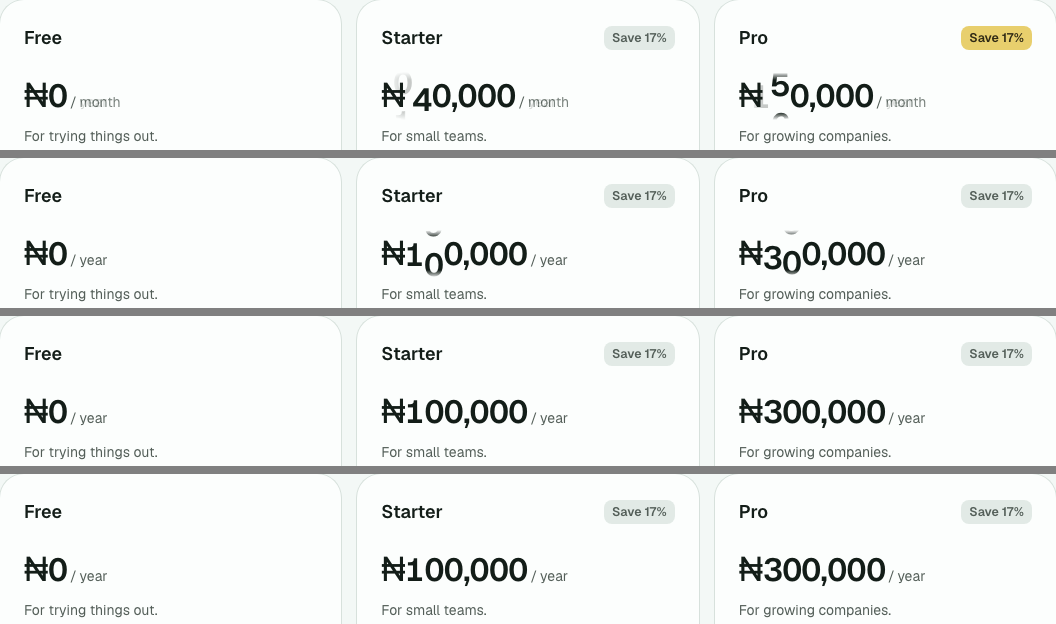 Free
Starter Save 17%
Pro Save 17%
₦0 / month
₦ 40,000 / month
₦ 50,000 / month
For trying things out.
For small teams.
For growing companies.
Free
Starter Save 17%
Pro Save 17%
₦0 / year
₦100,000 / year
₦300,000 / year
For trying things out.
For small teams.
For growing companies.
Free
Starter Save 17%
Pro Save 17%
₦0 / year
₦100,000 / year
₦300,000 / year
For trying things out.
For small teams.
For growing companies.
Free
Starter Save 17%
Pro Save 17%
₦0 / year
₦100,000 / year
₦300,000 / year
For trying things out.
For small teams.
For growing companies.